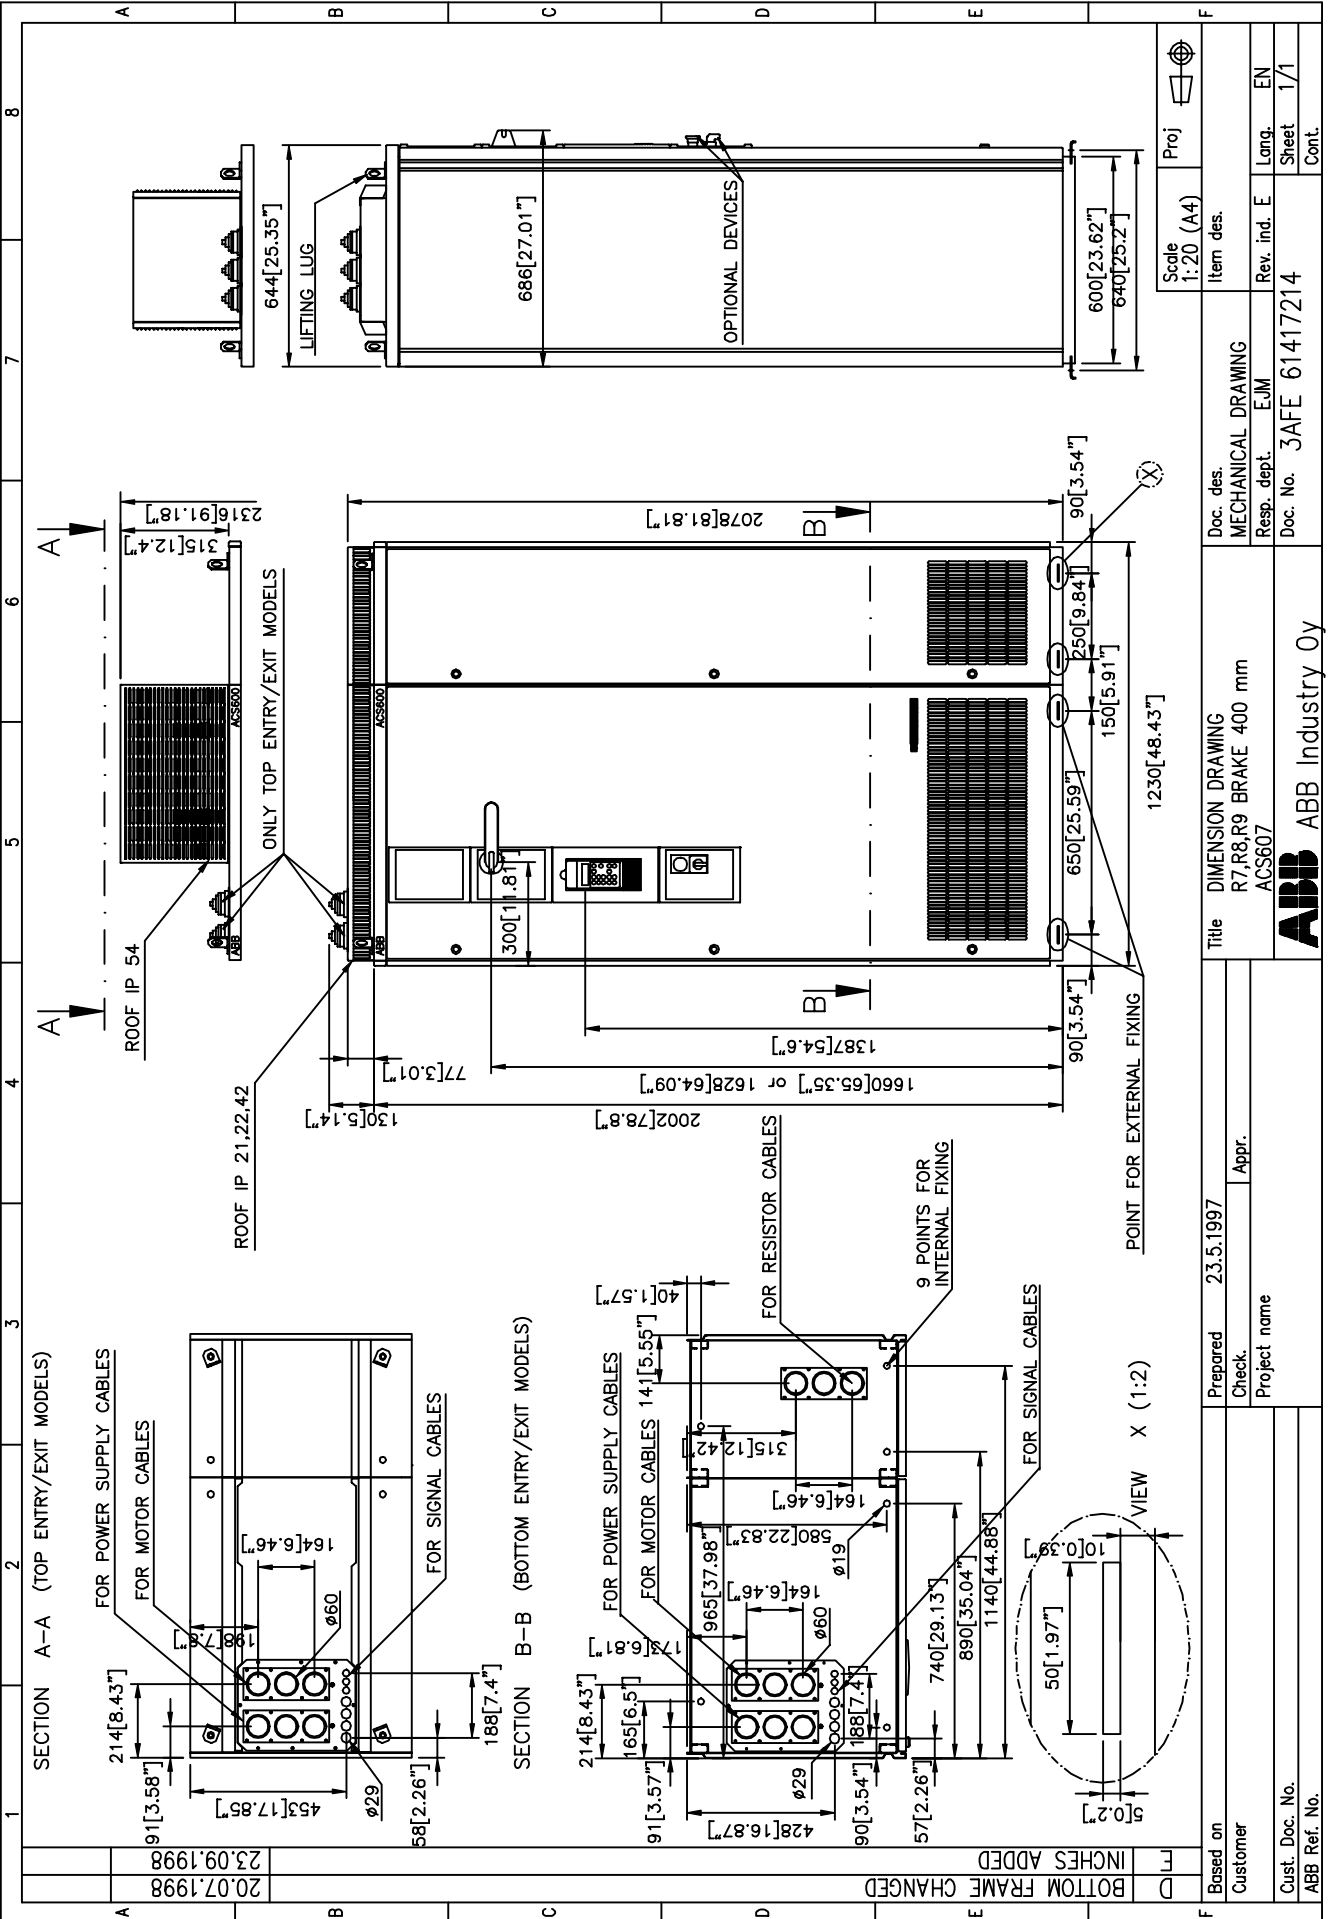 1 2 3 4 5 6 7 8
A B C D E F
A B C D E F
SECTION A-A (TOP ENTRY/EXIT MODELS)
FOR POWER SUPPLY CABLES
FOR MOTOR CABLES
214[8.43"]
91[3.58"]
198[7.8"]
164[6.46"]
ø60
453[17.85"]
ø29
58[2.26"]
188[7.4"]
FOR SIGNAL CABLES
SECTION B-B (BOTTOM ENTRY/EXIT MODELS)
FOR POWER SUPPLY CABLES
FOR MOTOR CABLES
141[5.55"]
40[1.57"]
214[8.43"]
165[6.5"]
91[3.57"]
173[6.81"]
965[37.98"]
164[6.46"]
ø60
580[22.83"]
315[12.42"]
164[6.46"]
ø19
428[16.87"]
ø29
188[7.4"]
90[3.54"]
57[2.26"]
740[29.13"]
890[35.04"]
1140[44.88"]
FOR RESISTOR CABLES
9 POINTS FOR
INTERNAL FIXING
FOR SIGNAL CABLES
VIEW X (1:2)
50[1.97"]
10[0.39"]
5[0.2"]
A A
ROOF IP 54
315[12.4"]
2316[91.18"]
ACS600
ABB
ONLY TOP ENTRY/EXIT MODELS
ROOF IP 21,22,42
130[5.14"]
77[3.01"]
ABB
ACS600
300[11.81"]
2002[78.8"]
1660[65.35"] or 1628[64.09"]
1387[54.6"]
2078[81.81"]
B B
90[3.54"]
650[25.59"]
150[5.91"]
250[9.84"]
90[3.54"]
1230[48.43"]
X
POINT FOR EXTERNAL FIXING
644[25.35"]
LIFTING LUG
686[27.01"]
OPTIONAL DEVICES
600[23.62"]
640[25.2"]
E INCHES ADDED 23.09.1998
D BOTTOM FRAME CHANGED 20.07.1998
Scale
1:20 (A4)
Proj
Based on
Customer
Cust. Doc. No.
ABB Ref. No.
Prepared 23.5.1997
Check. Appr.
Project name
Title DIMENSION DRAWING
R7,R8,R9 BRAKE 400 mm
ACS607
ABB ABB Industry Oy
Doc. des.
MECHANICAL DRAWING
Item des.
Resp. dept. EJM
Rev. ind. E
Lang. EN
Doc. No. 3AFE 61417214
Sheet 1/1
Cont.